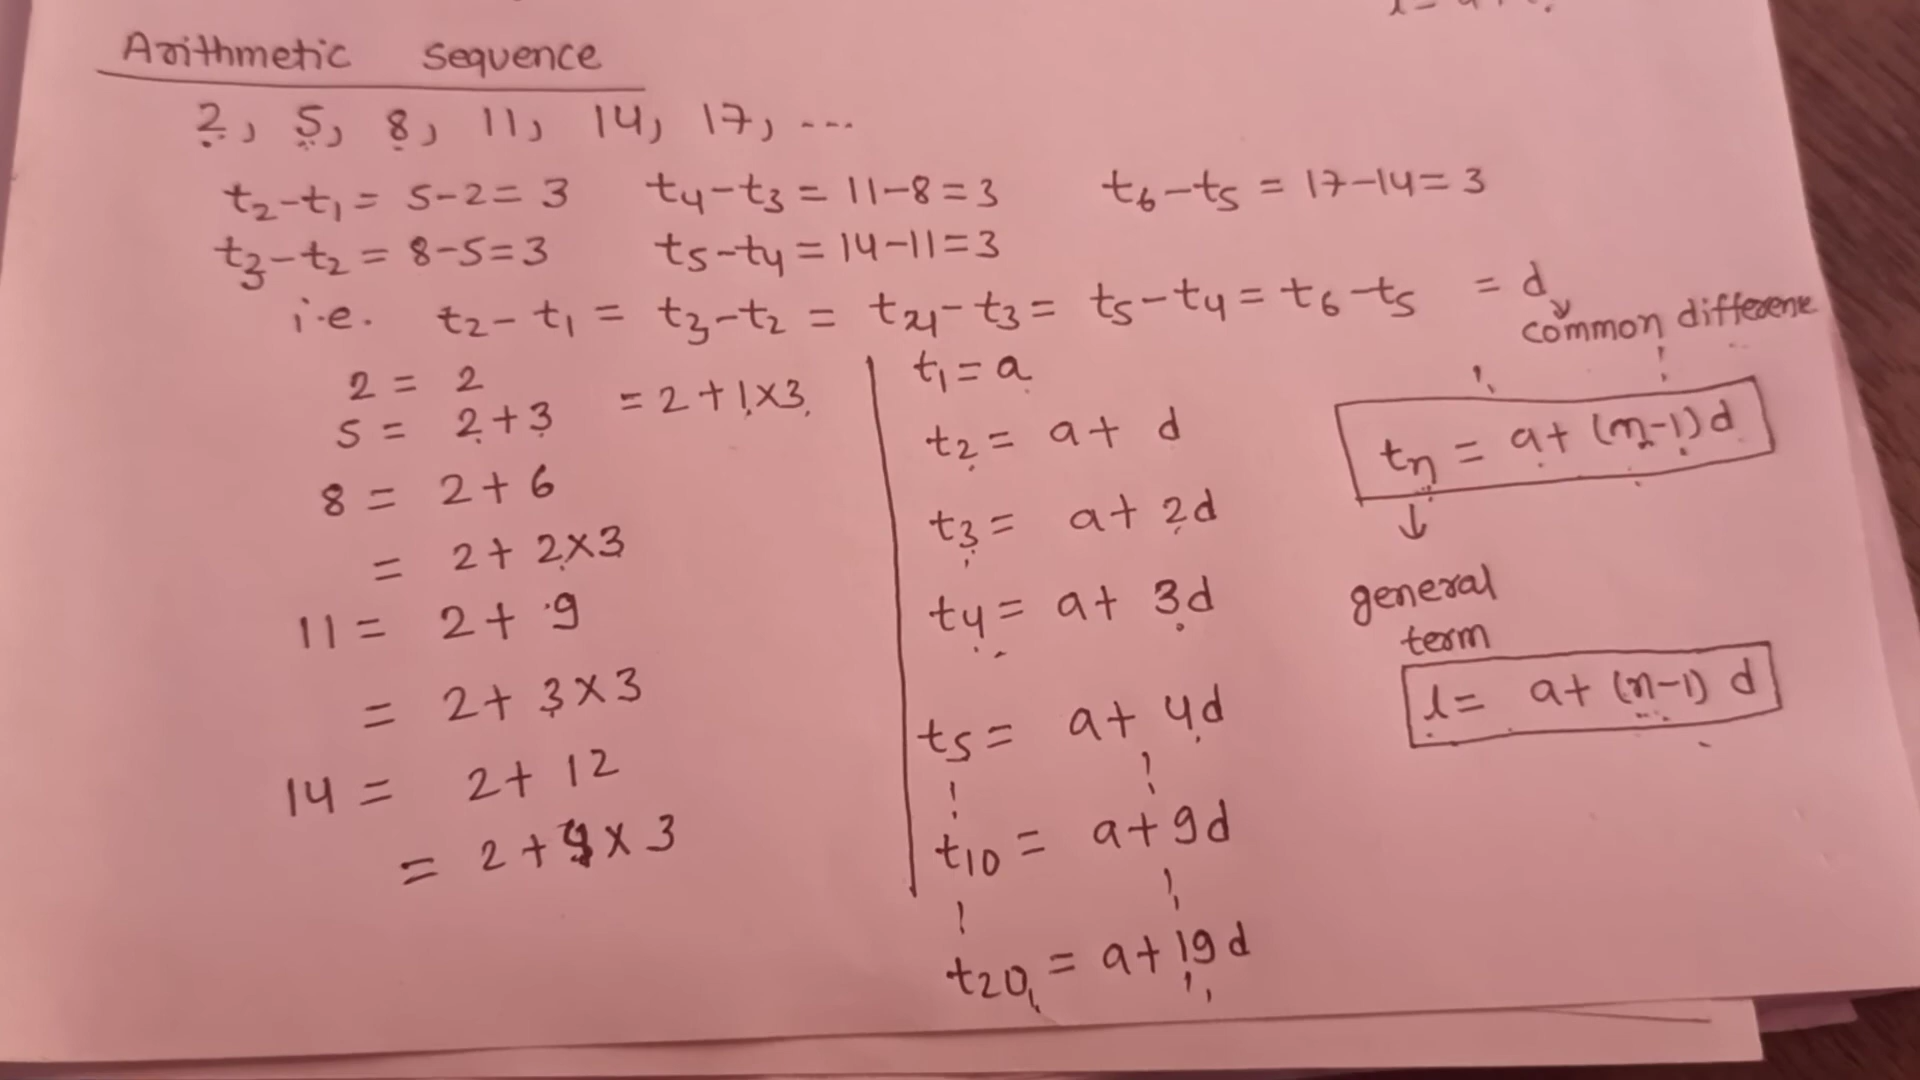 Arithmetic sequence
2, 5, 8, 11, 14, 17, ---
t2-t1 = 5-2 = 3 t4-t3 = 11-8 = 3 t6-t5 = 17-14 = 3
t3-t2 = 8-5 = 3 t5-t4 = 14-11 = 3
i.e. t2-t1 = t3-t2 = t4-t3 = t5-t4 = t6-t5 = d
common differene
2 = 2
5 = 2+3 = 2+1×3
8 = 2+6
= 2+2×3
11 = 2+9
= 2+3×3
14 = 2+12
= 2+4×3
t1 = a
t2 = a+ d
t3 = a+ 2d
t4 = a+ 3d
t5 = a+ 4d
t10 = a+9d
t20 = a+19d
tn = a+ (n-1)d
↓
general
term
l = a+ (n-1) d